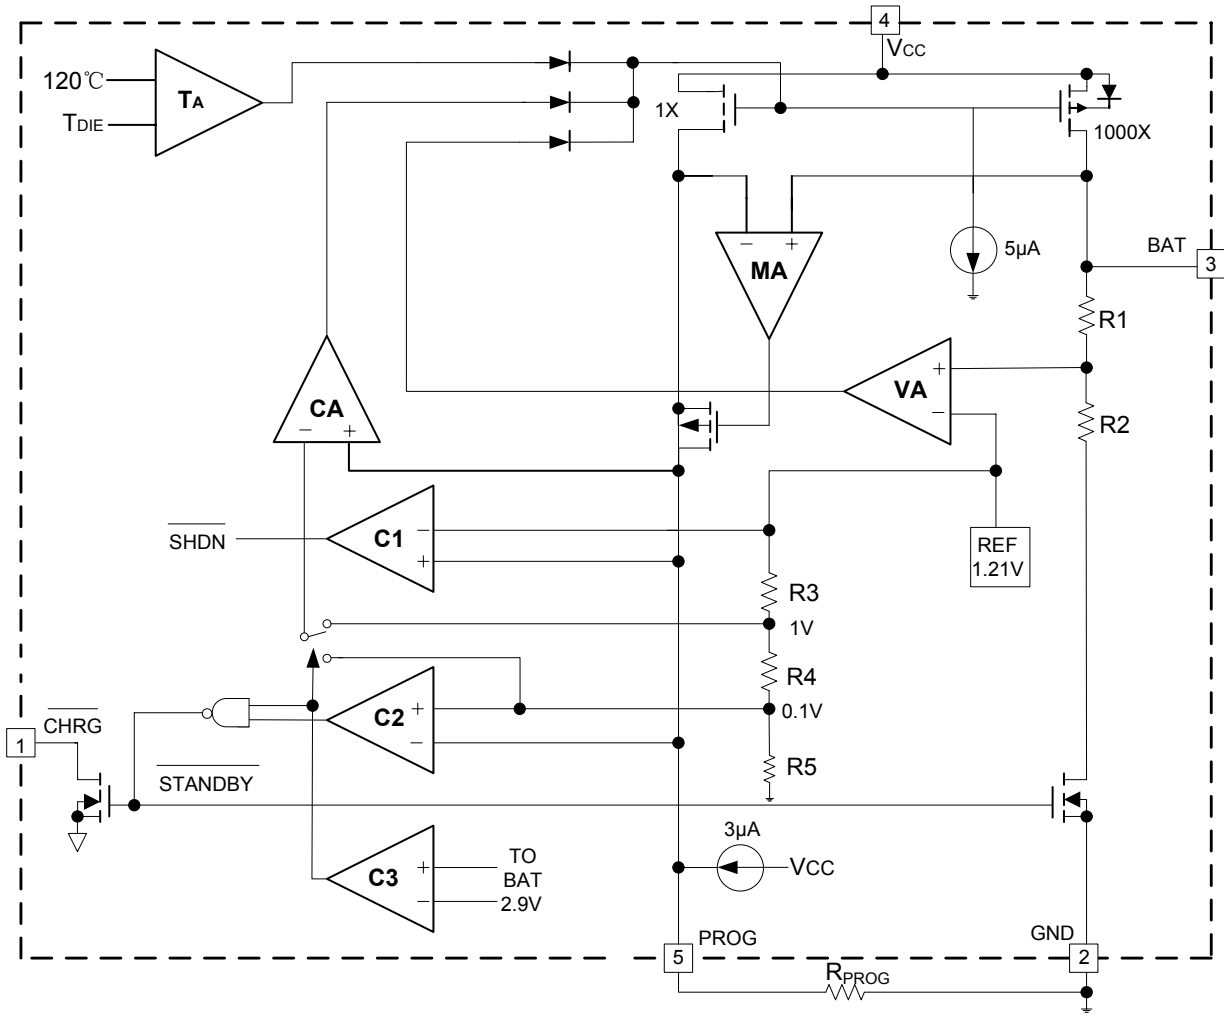 4
VCC
120℃
TA
TDIE
1X
1000X
− +
MA
5μA
BAT
3
R1
+
VA
−
R2
CA
− +
SHDN
C1
−
+
REF
1.21V
R3
1V
R4
C2
+
−
0.1V
CHRG
1
STANDBY
R5
3μA
VCC
C3
+
−
TO
BAT
2.9V
PROG
5
GND
2
RPROG